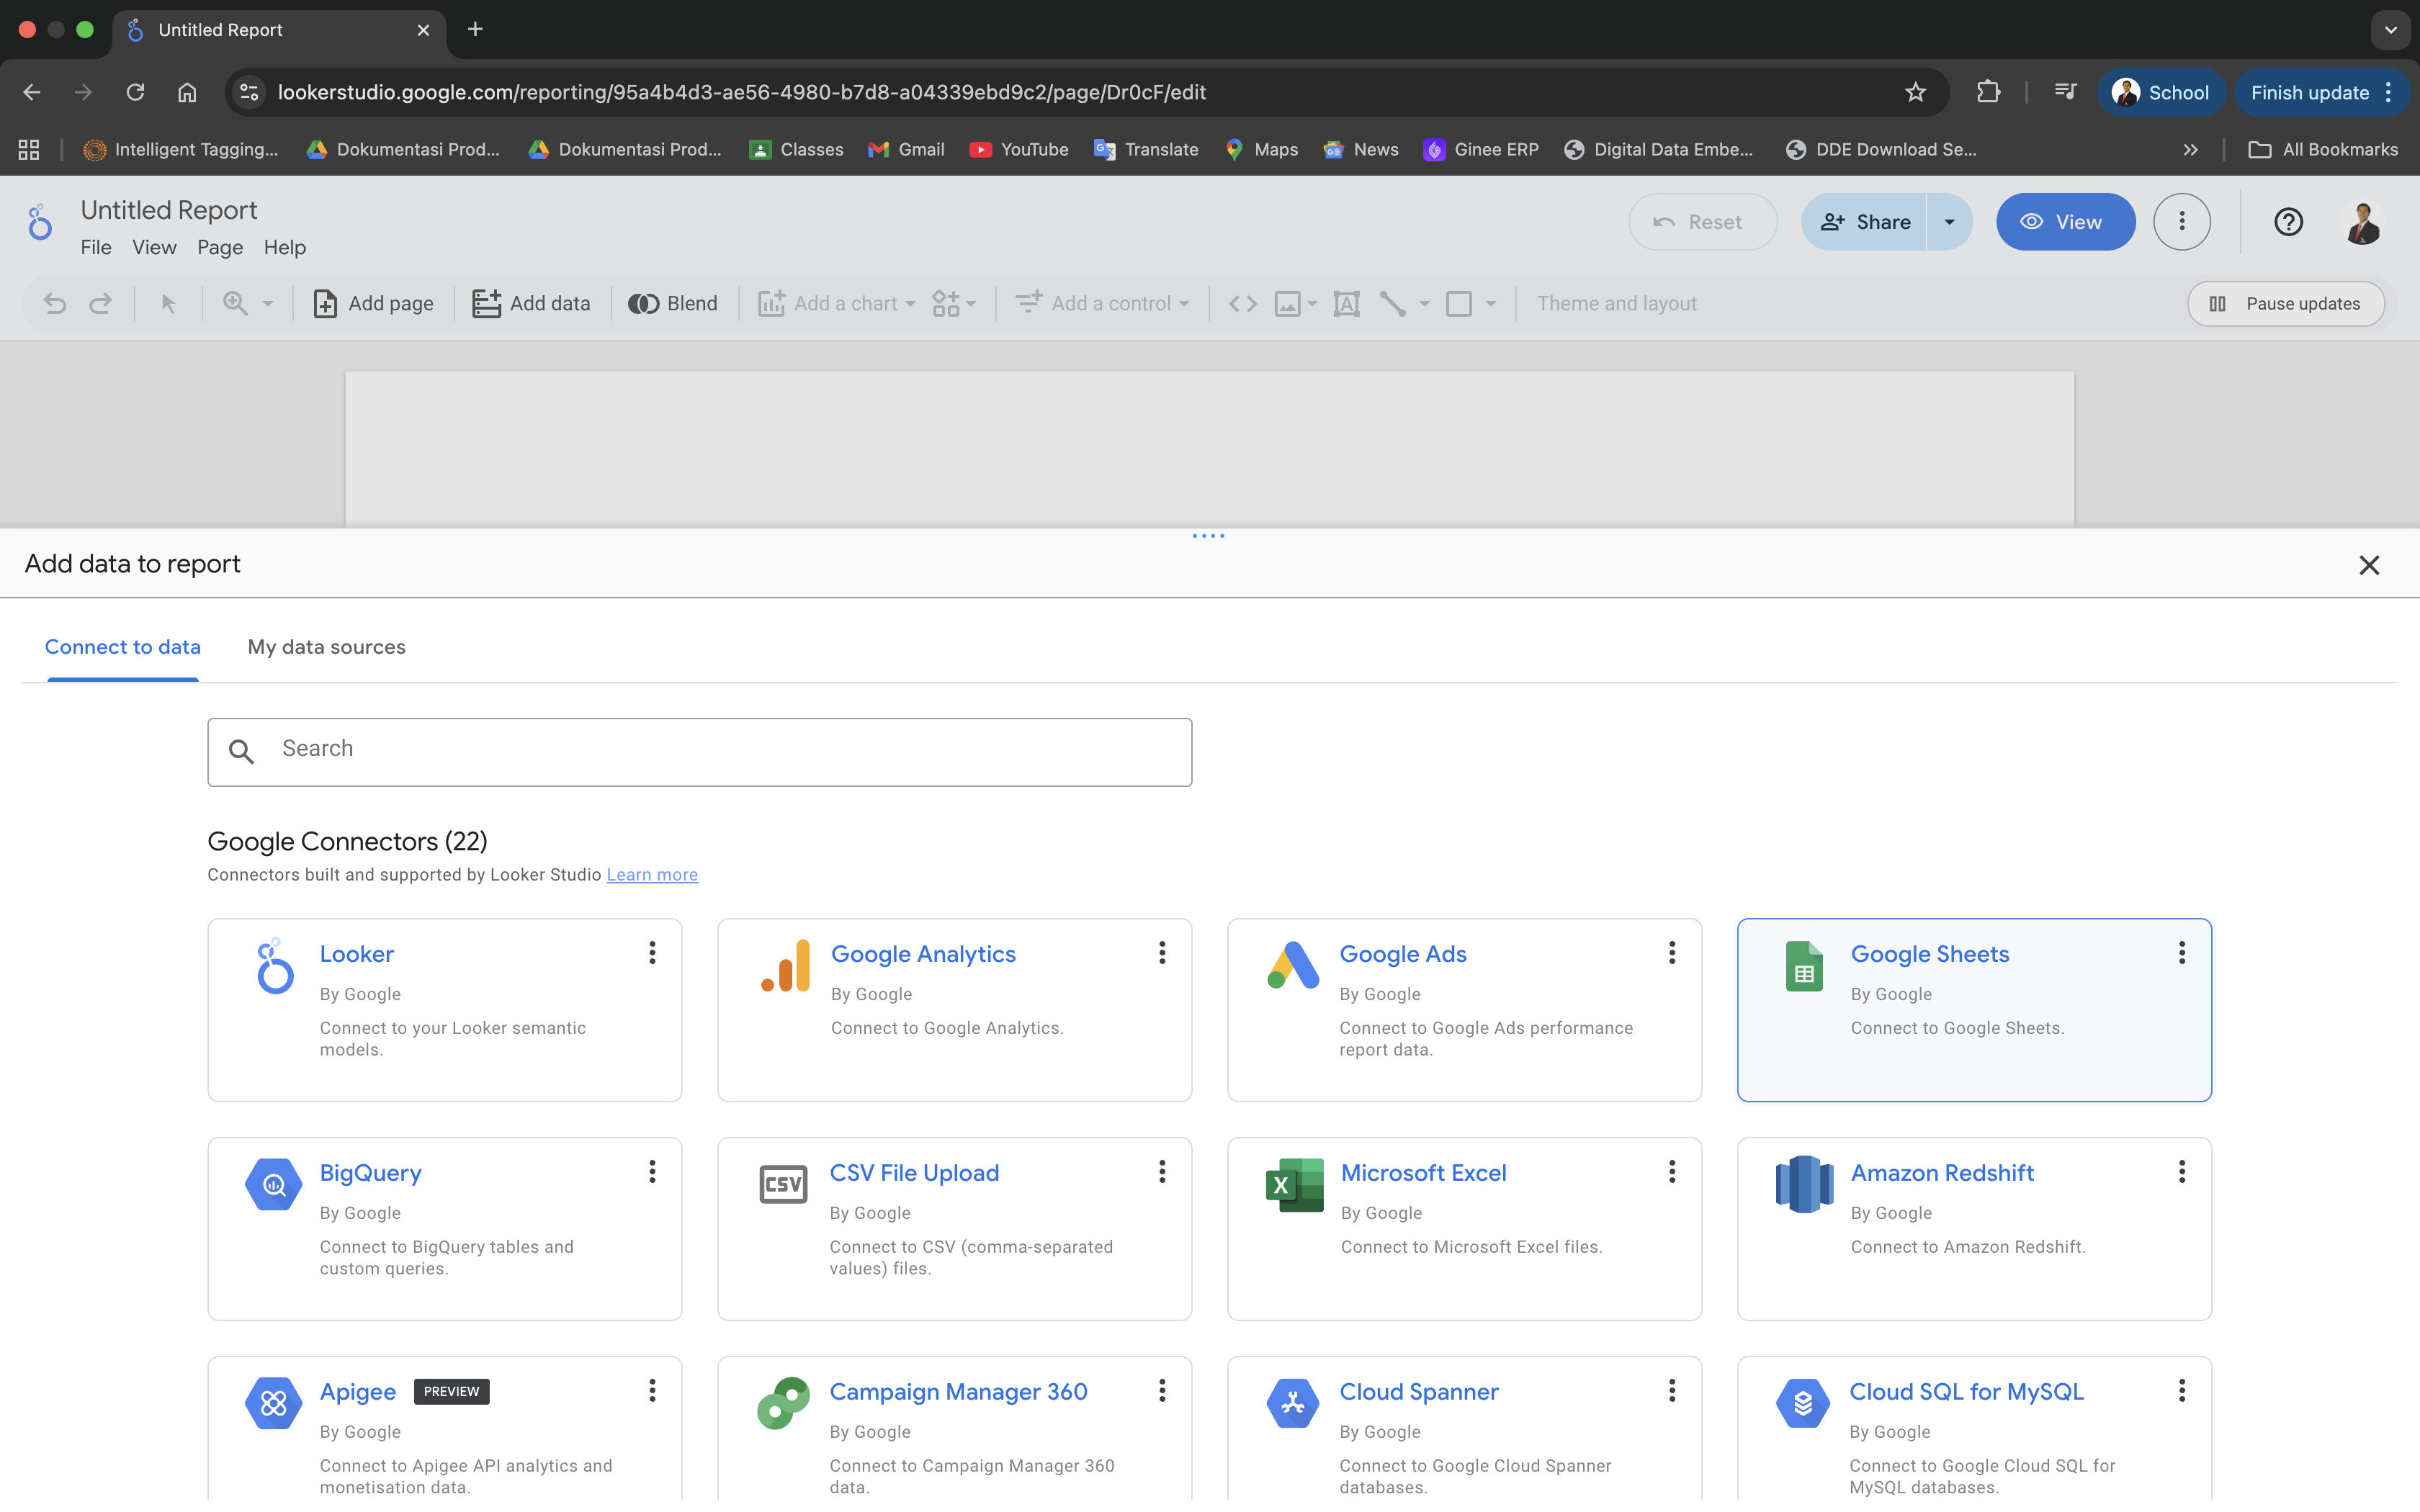 Untitled Report
lookerstudio.google.com/reporting/95a4b4d3-ae56-4980-b7d8-a04339ebd9c2/page/Dr0cF/edit
School
Finish update
Intelligent Tagging...
Dokumentasi Prod...
Dokumentasi Prod...
Classes
Gmail
YouTube
Translate
Maps
News
Ginee ERP
Digital Data Embe...
DDE Download Se...
All Bookmarks
Untitled Report
File View Page Help
Reset
Share
View
Add page
Add data
Blend
Add a chart
Add a control
Theme and layout
Pause updates
Add data to report
Connect to data
My data sources
Search
Google Connectors (22)
Connectors built and supported by Looker Studio Learn more
Looker
By Google
Connect to your Looker semantic
models.
Google Analytics
By Google
Connect to Google Analytics.
Google Ads
By Google
Connect to Google Ads performance
report data.
Google Sheets
By Google
Connect to Google Sheets.
BigQuery
By Google
Connect to BigQuery tables and
custom queries.
CSV
CSV File Upload
By Google
Connect to CSV (comma-separated
values) files.
X
Microsoft Excel
By Google
Connect to Microsoft Excel files.
Amazon Redshift
By Google
Connect to Amazon Redshift.
Apigee PREVIEW
By Google
Connect to Apigee API analytics and
monetisation data.
Campaign Manager 360
By Google
Connect to Campaign Manager 360
data.
Cloud Spanner
By Google
Connect to Google Cloud Spanner
databases.
Cloud SQL for MySQL
By Google
Connect to Google Cloud SQL for
MySQL databases.